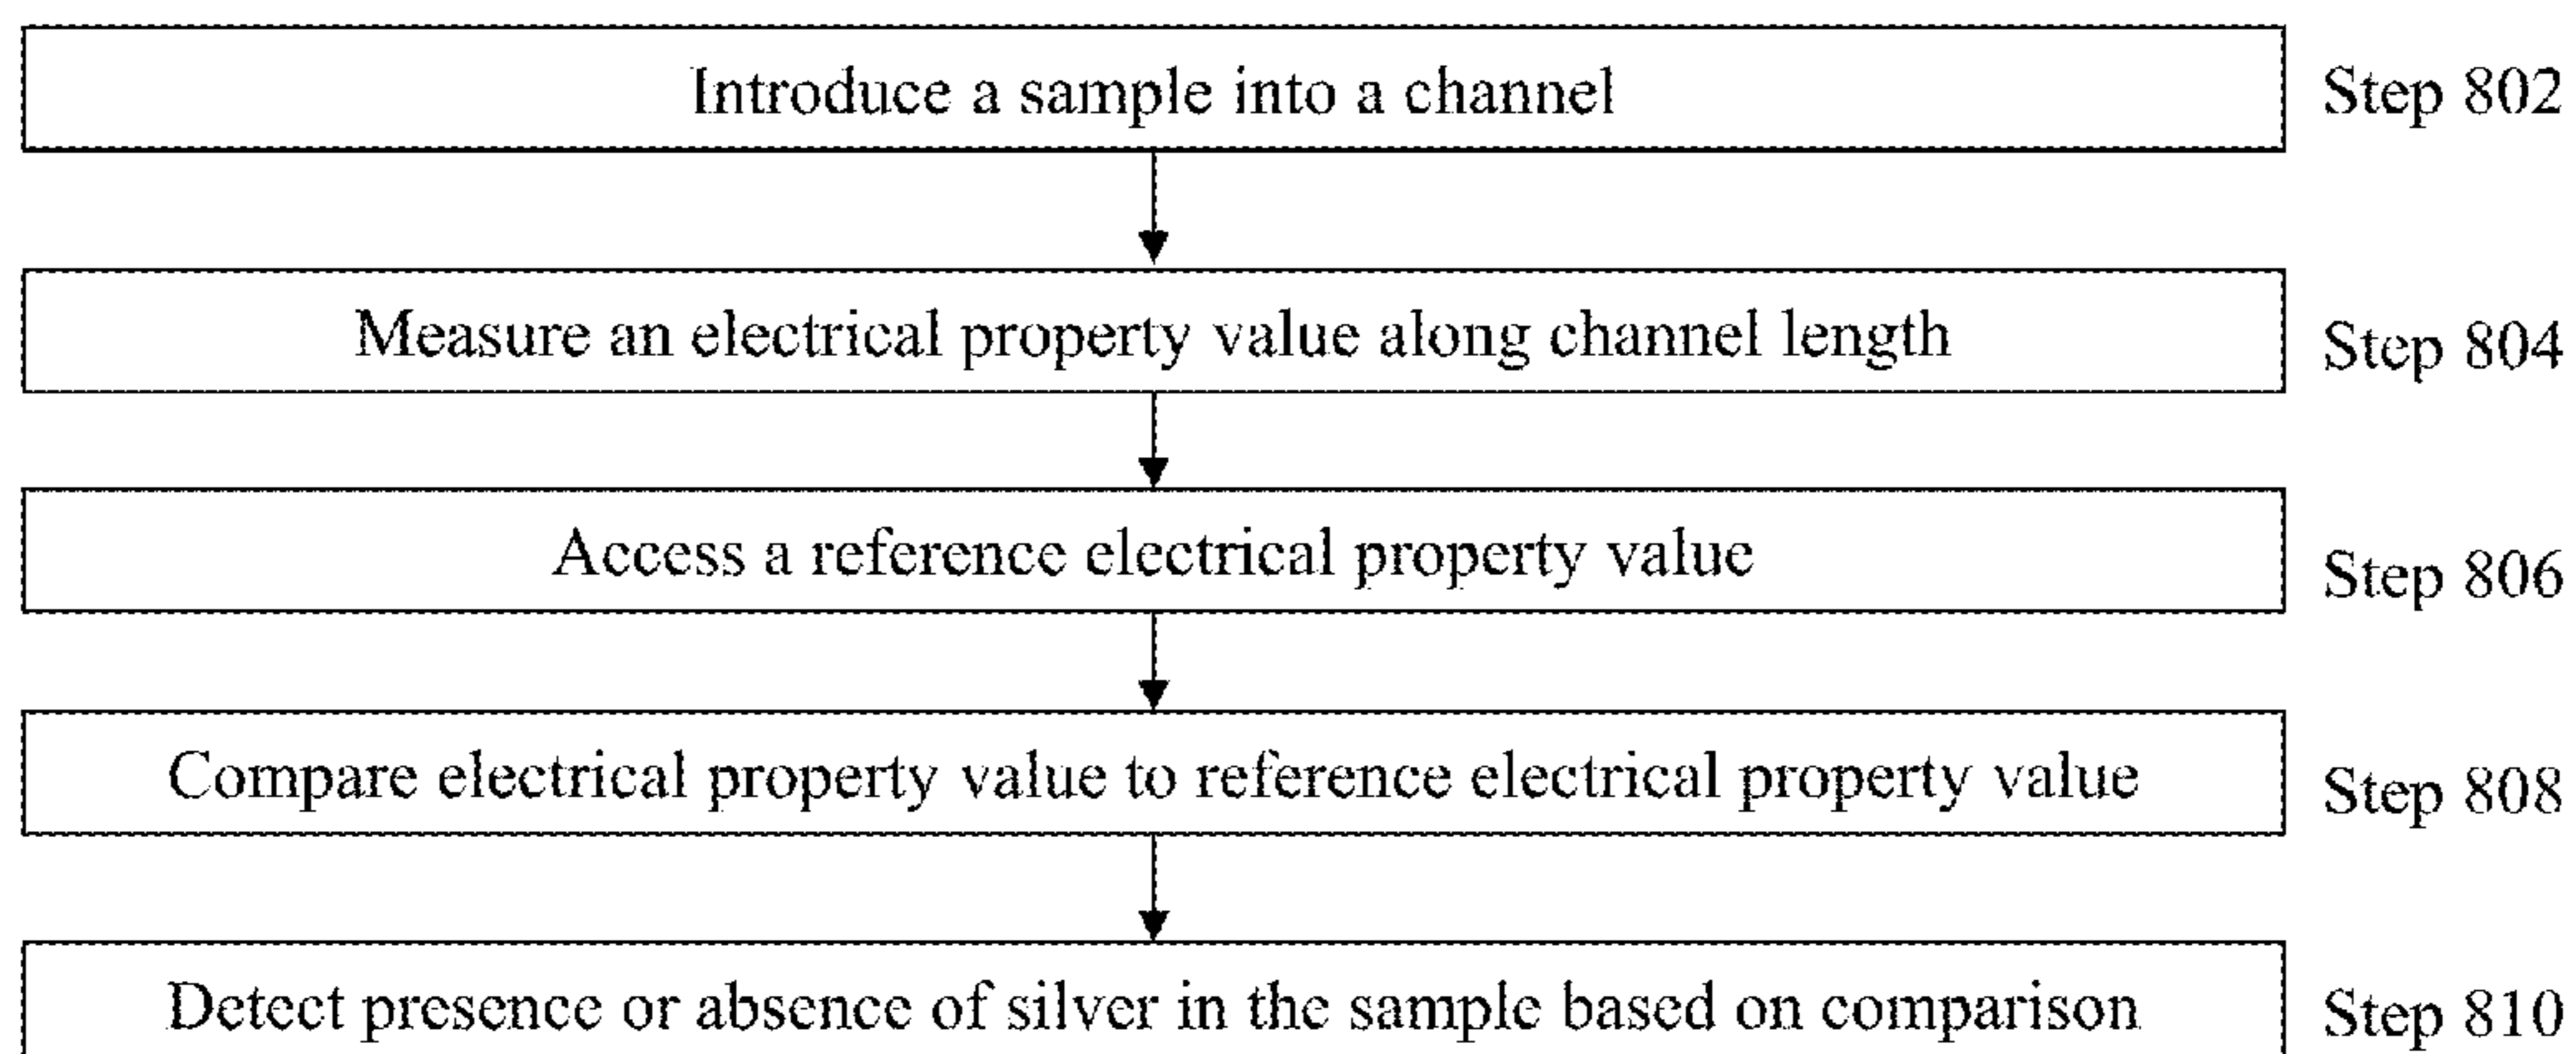 Introduce a sample into a channel Step 802
Measure an electrical property value along channel length Step 804
Access a reference electrical property value Step 806
Compare electrical property value to reference electrical property value Step 808
Detect presence or absence of silver in the sample based on comparison Step 810